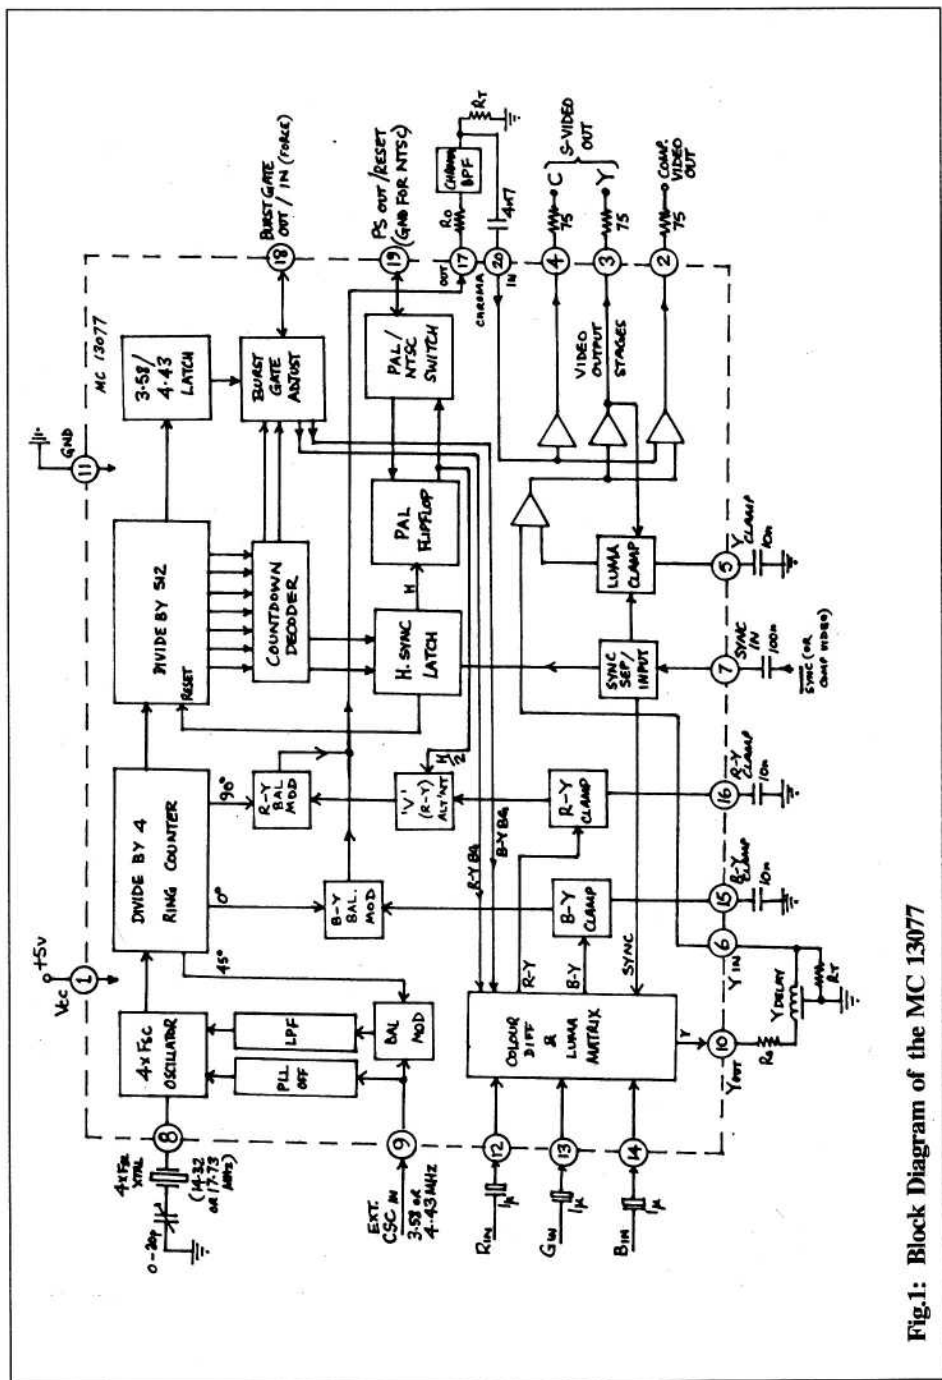 MC 13077
+5V
VCC
1
GND
11
8
4xFsc
XTAL
(14.32
OR 17.73
MHz)
0-20p
4xFsc
OSCILLATOR
DIVIDE BY 4
RING COUNTER
DIVIDE BY 512
RESET
3.58/
4.43
LATCH
BURST GATE
OUT / IN (FORCE)
18
BURST
GATE
ADJUST
COUNTDOWN
DECODER
PLL
OFF
LPF
BAL
MOD
45°
0°
90°
EXT.
CSC IN
3.58 OR
4.43 MHz
9
R-Y
BAL
MOD
B-Y
BAL.
MOD
'V'
(R-Y)
ALT'NT
H/2
H. SYNC
LATCH
H
PAL
FLIPFLOP
PAL/
NTSC
SWITCH
PS OUT/RESET
(GND FOR NTSC)
19
OUT
17
Ro
CHROMA
BPF
RT
CHROMA
IN
20
4n7
R-Y BG
B-Y BG
RIN
1µ
12
GIN
1µ
13
BIN
1µ
14
COLOUR
DIFF
&
LUMA
MATRIX
R-Y
B-Y
SYNC
Y
B-Y
CLAMP
R-Y
CLAMP
SYNC
SEP/
INPUT
LUMA
CLAMP
VIDEO
OUTPUT
STAGES
4
75
C
3
75
Y
S-VIDEO
OUT
2
75
COMP.
VIDEO
OUT
10
YOUT
Ro
Y DELAY
RT
6
Y IN
15
B-Y
CLAMP
10n
16
R-Y
CLAMP
10n
7
SYNC
IN
100n
SYNC (OR
COMP VIDEO)
5
Y
CLAMP
10n
Fig.1: Block Diagram of the MC 13077